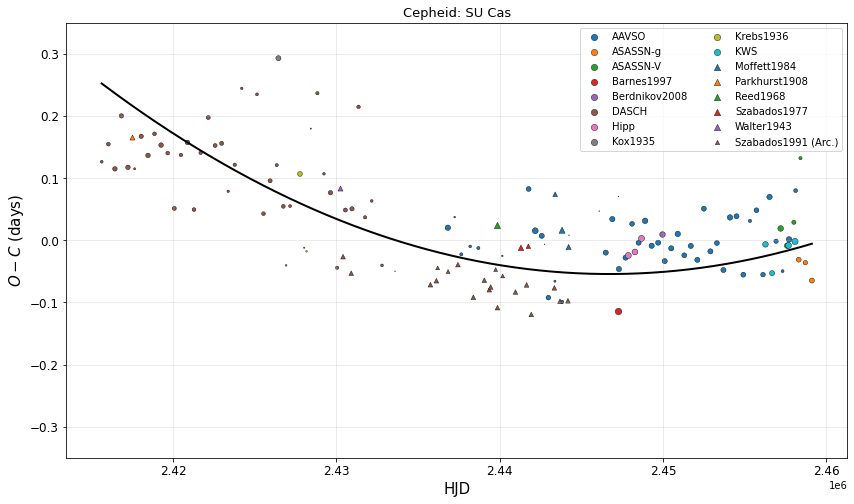 Cepheid: SU Cas
AAVSO
ASASSN-g
ASASSN-V
Barnes1997
Berdnikov2008
DASCH
Hipp
Kox1935
Krebs1936
KWS
Moffett1984
Parkhurst1908
Reed1968
Szabados1977
Walter1943
Szabados1991 (Arc.)
O − C (days)
0.3
0.2
0.1
0.0
−0.1
−0.2
−0.3
2.42
2.43
2.44
2.45
2.46
1e6
HJD